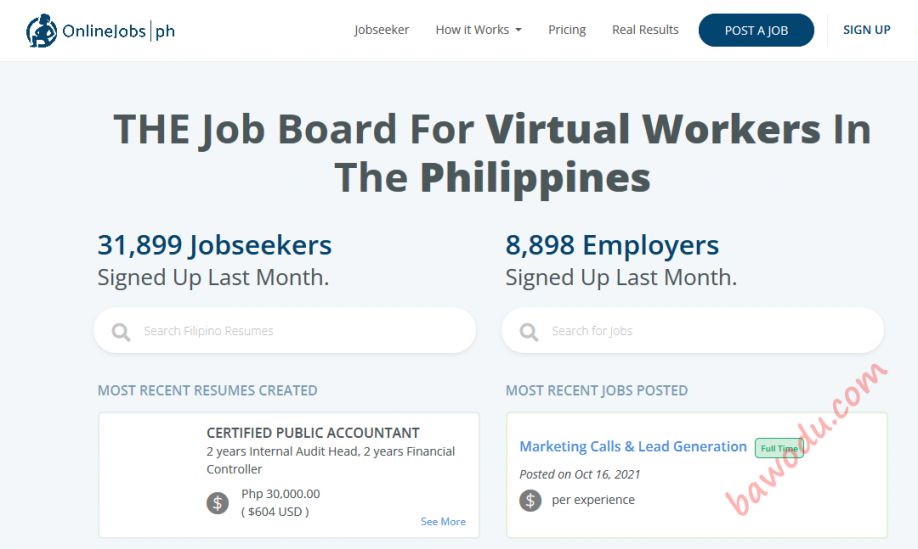 OnlineJobs|ph
Jobseeker
How it Works
Pricing
Real Results
POST A JOB
SIGN UP
THE Job Board For Virtual Workers In
The Philippines
31,899 Jobseekers
Signed Up Last Month.
Search Filipino Resumes
MOST RECENT RESUMES CREATED
CERTIFIED PUBLIC ACCOUNTANT
2 years Internal Audit Head, 2 years Financial
Controller
$
Php 30,000.00
( $604 USD )
See More
8,898 Employers
Signed Up Last Month.
Search for Jobs
MOST RECENT JOBS POSTED
Marketing Calls & Lead Generation
Full Time
Posted on Oct 16, 2021
$
per experience
bawodu.com